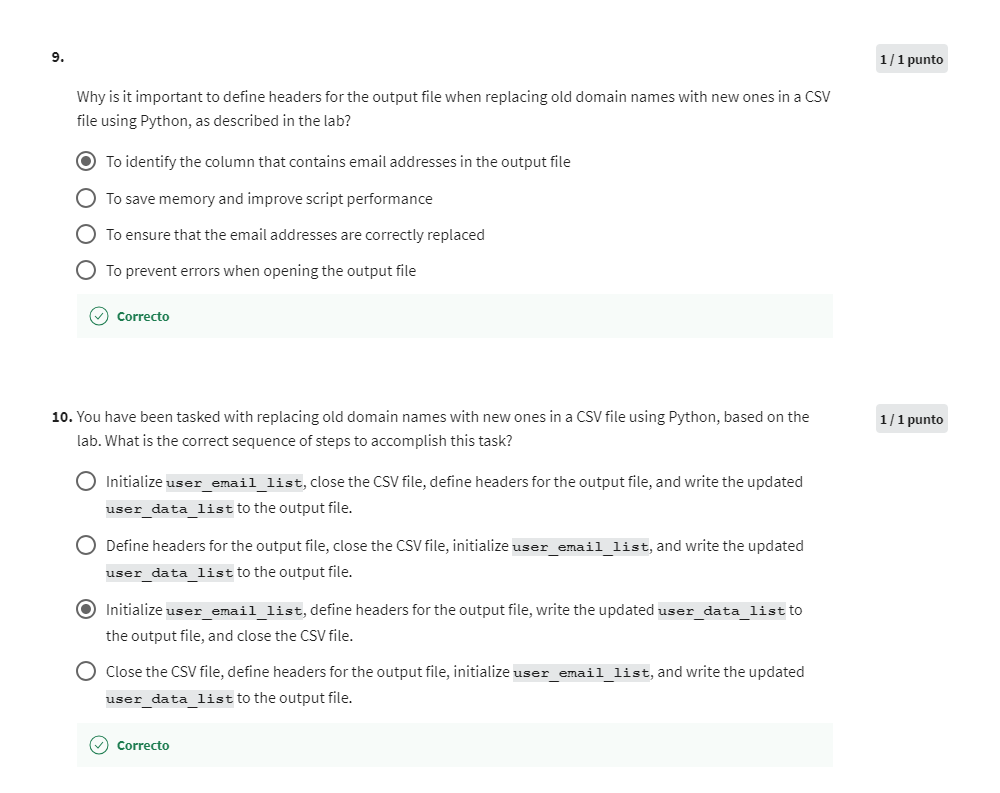 9.
1 / 1 punto
Why is it important to define headers for the output file when replacing old domain names with new ones in a CSV
file using Python, as described in the lab?
To identify the column that contains email addresses in the output file
To save memory and improve script performance
To ensure that the email addresses are correctly replaced
To prevent errors when opening the output file
Correcto
10. You have been tasked with replacing old domain names with new ones in a CSV file using Python, based on the
1 / 1 punto
lab. What is the correct sequence of steps to accomplish this task?
Initialize user_email_list, close the CSV file, define headers for the output file, and write the updated
user_data_list to the output file.
Define headers for the output file, close the CSV file, initialize user_email_list, and write the updated
user_data_list to the output file.
Initialize user_email_list, define headers for the output file, write the updated user_data_list to
the output file, and close the CSV file.
Close the CSV file, define headers for the output file, initialize user_email_list, and write the updated
user_data_list to the output file.
Correcto